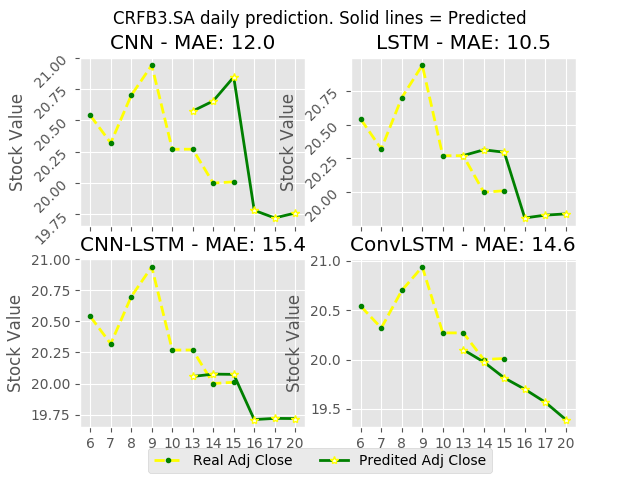 CRFB3.SA daily prediction. Solid lines = Predicted
CNN - MAE: 12.0
Stock Value
21.00
20.75
20.50
20.25
20.00
19.75
LSTM - MAE: 10.5
Stock Value
20.75
20.50
20.25
20.00
CNN-LSTM - MAE: 15.4
Stock Value
21.00
20.75
20.50
20.25
20.00
19.75
6 7 8 9 10 13 14 15 16 17 20
ConvLSTM - MAE: 14.6
Stock Value
21.0
20.5
20.0
19.5
6 7 8 9 10 13 14 15 16 17 20
Real Adj Close
Predited Adj Close